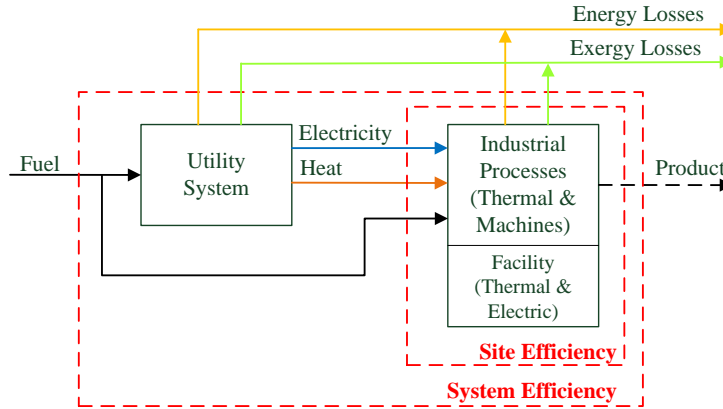 Energy Losses
Exergy Losses
Electricity
Fuel
Utility
System
Heat
Industrial
Processes
(Thermal &
Machines)
Product
Facility
(Thermal &
Electric)
Site Efficiency
System Efficiency